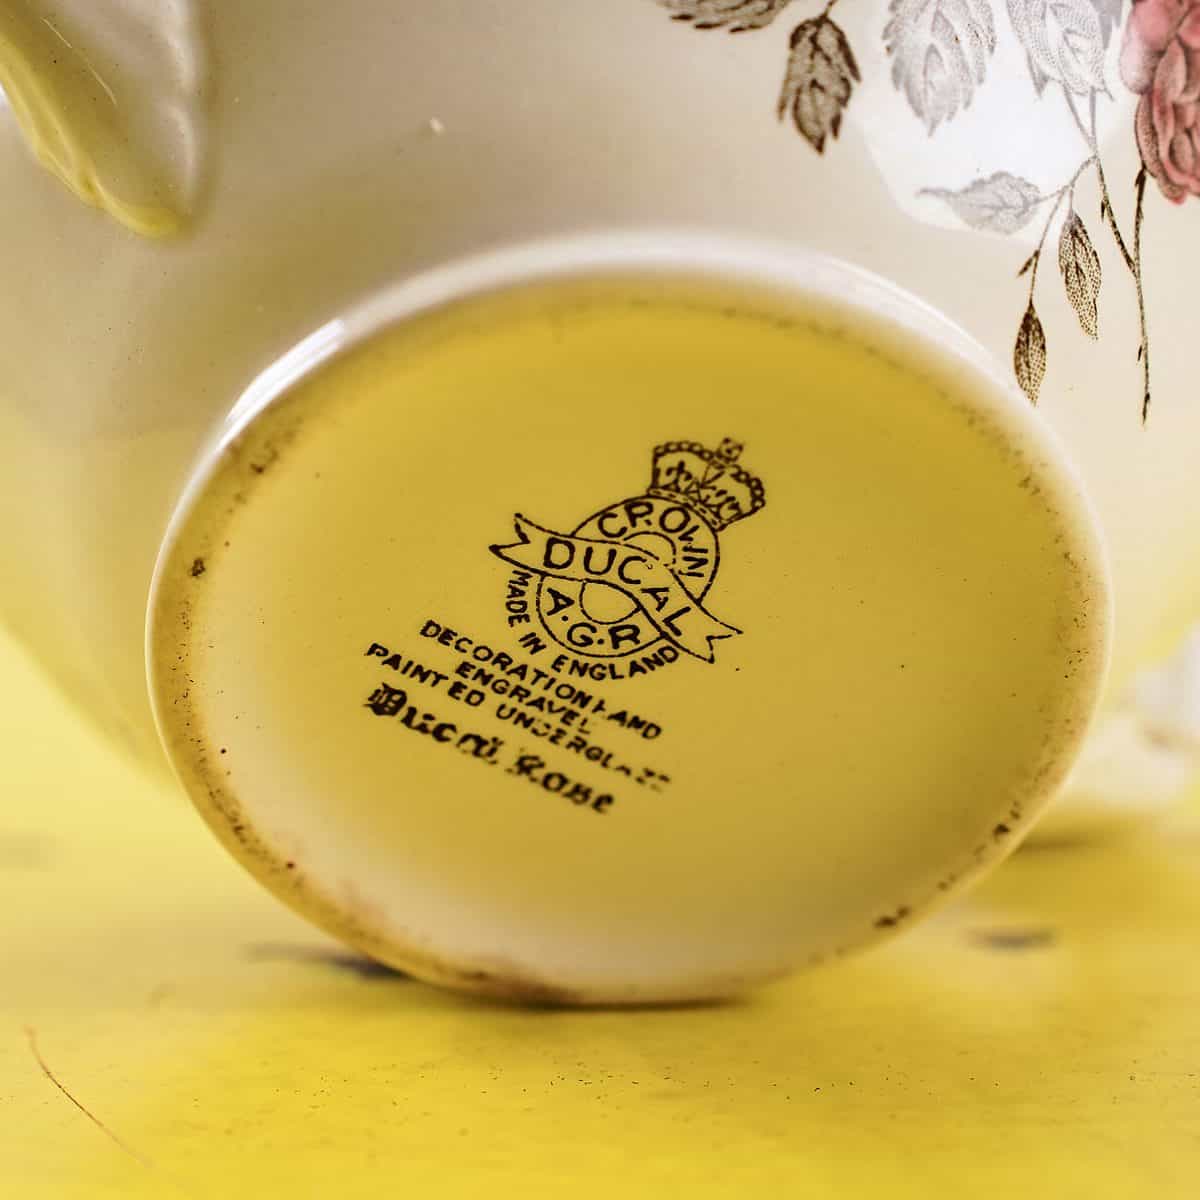 CROWN
DUCAL
A.G.R
MADE IN ENGLAND
DECORATION HAND
ENGRAVED
PAINTED UNDERGLAZE
Ducal Rose